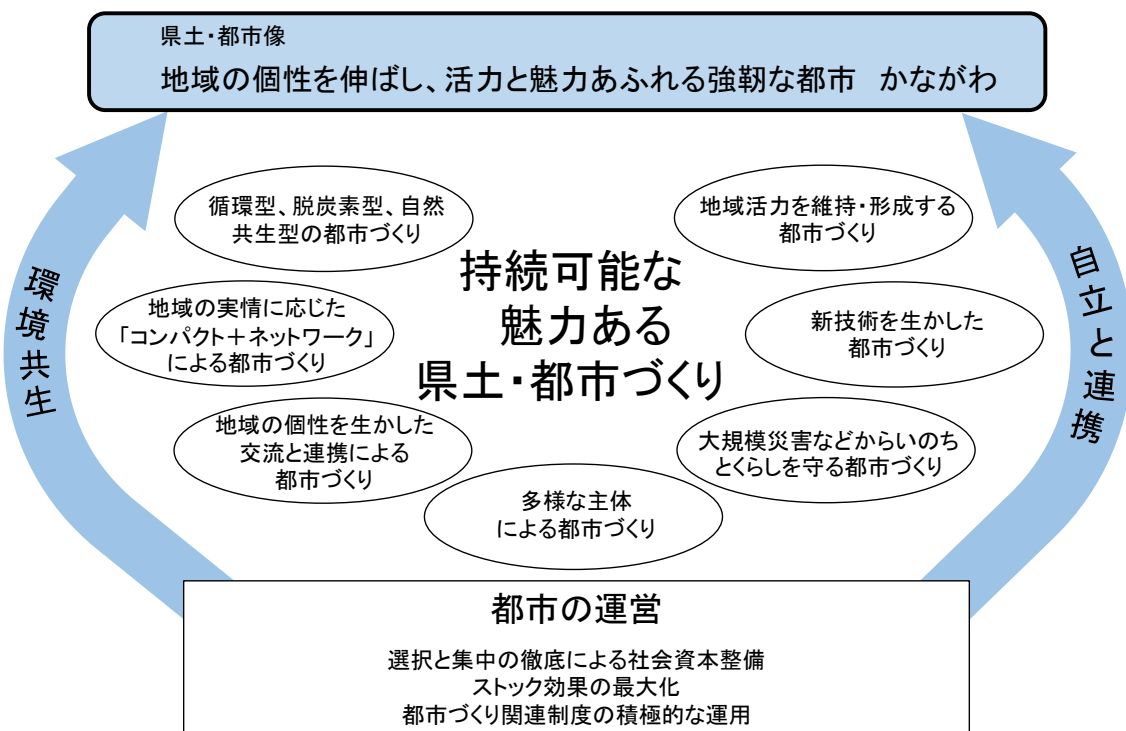 県土・都市像
地域の個性を伸ばし、活力と魅力あふれる強靭な都市　かながわ
循環型、脱炭素型、自然
共生型の都市づくり
地域活力を維持・形成する
都市づくり
持続可能な
魅力ある
県土・都市づくり
環境共生
自立と連携
地域の実情に応じた
「コンパクト＋ネットワーク」
による都市づくり
新技術を生かした
都市づくり
地域の個性を生かした
交流と連携による
都市づくり
大規模災害などからいのち
とくらしを守る都市づくり
多様な主体
による都市づくり
都市の運営
選択と集中の徹底による社会資本整備
ストック効果の最大化
都市づくり関連制度の積極的な運用